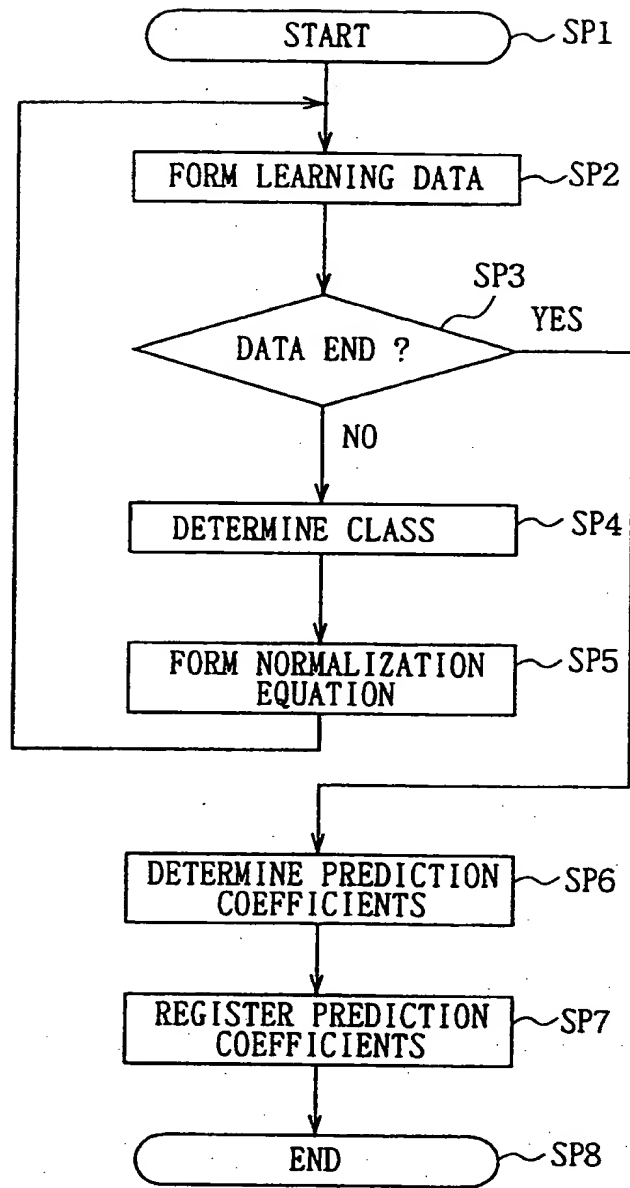 START SP1
FORM LEARNING DATA SP2
SP3
DATA END ? YES
NO
DETERMINE CLASS SP4
FORM NORMALIZATION
EQUATION SP5
DETERMINE PREDICTION
COEFFICIENTS SP6
REGISTER PREDICTION
COEFFICIENTS SP7
END SP8